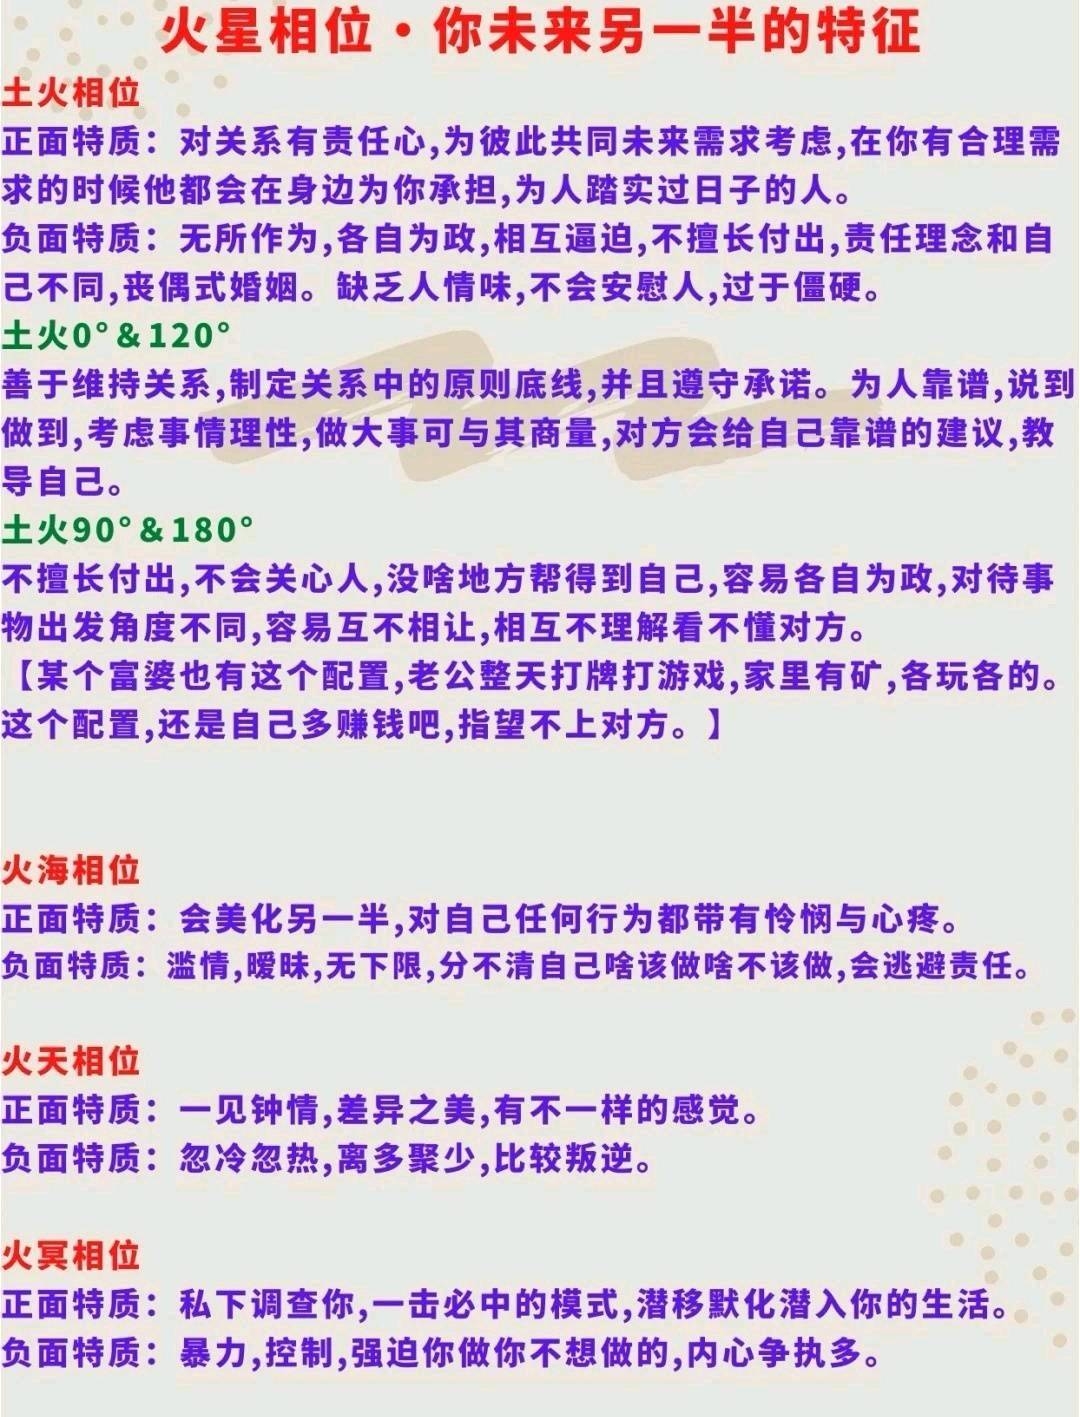 火星相位·你未来另一半的特征
土火相位
正面特质：对关系有责任心,为彼此共同未来需求考虑,在你有合理需
求的时候他都会在身边为你承担,为人踏实过日子的人。
负面特质：无所作为,各自为政,相互逼迫,不擅长付出,责任理念和自
己不同,丧偶式婚姻。缺乏人情味,不会安慰人,过于僵硬。
土火0°&120°
善于维持关系,制定关系中的原则底线,并且遵守承诺。为人靠谱,说到
做到,考虑事情理性,做大事可与其商量,对方会给自己靠谱的建议,教
导自己。
土火90°&180°
不擅长付出,不会关心人,没啥地方帮得到自己,容易各自为政,对待事
物出发角度不同,容易互不相让,相互不理解看不懂对方。
【某个富婆也有这个配置,老公整天打牌打游戏,家里有矿,各玩各的。
这个配置,还是自己多赚钱吧,指望不上对方。】
火海相位
正面特质：会美化另一半,对自己任何行为都带有怜悯与心疼。
负面特质：滥情,暧昧,无下限,分不清自己啥该做啥不该做,会逃避责任。
火天相位
正面特质：一见钟情,差异之美,有不一样的感觉。
负面特质：忽冷忽热,离多聚少,比较叛逆。
火冥相位
正面特质：私下调查你,一击必中的模式,潜移默化潜入你的生活。
负面特质：暴力,控制,强迫你做你不想做的,内心争执多。